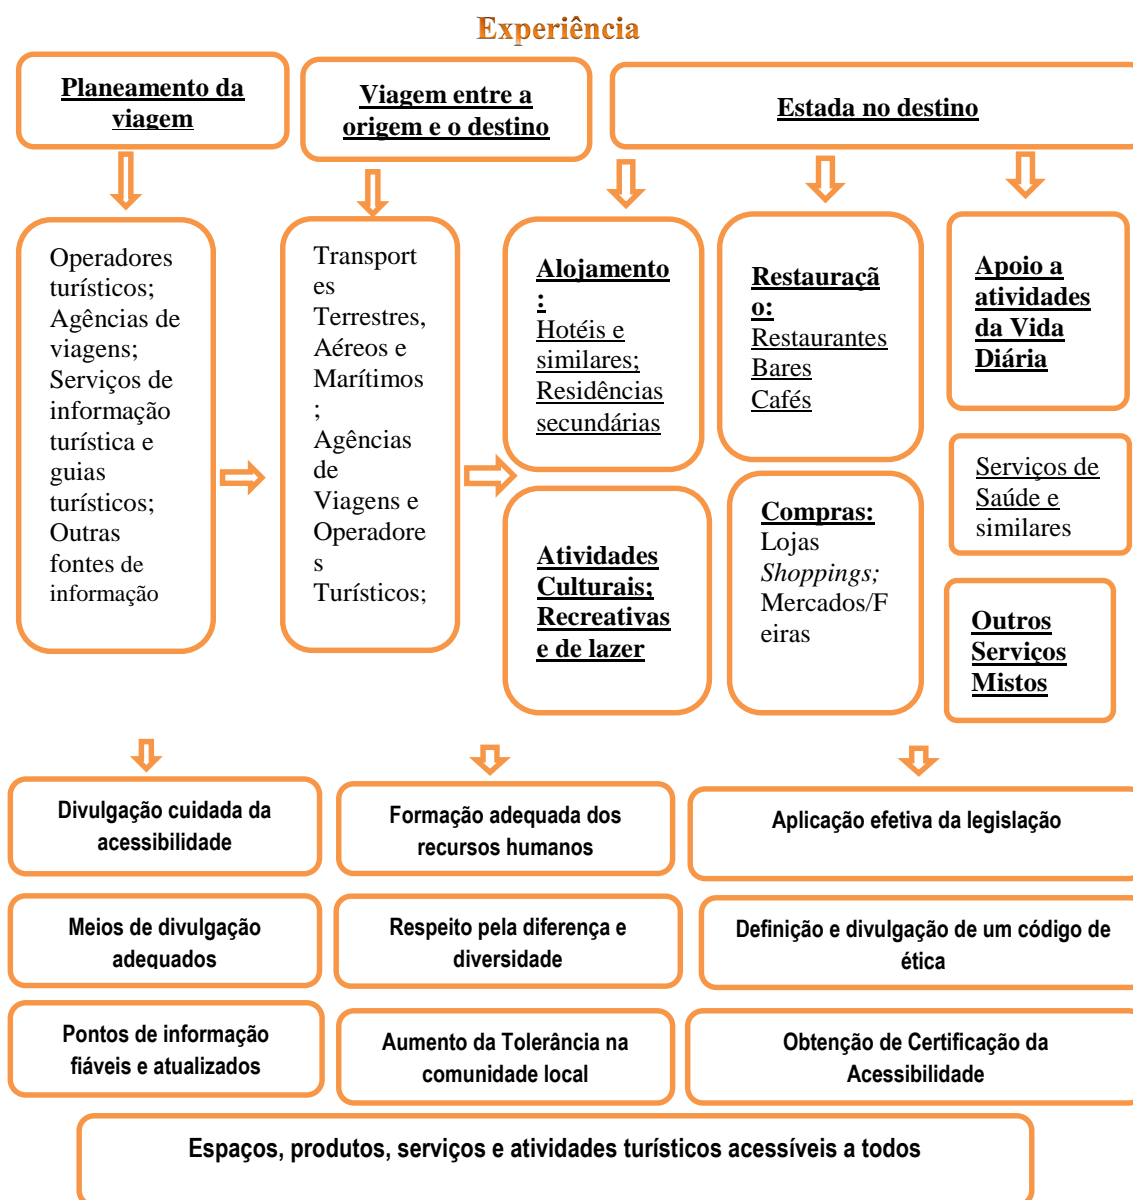 Experiência
Planeamento da
viagem
Viagem entre a
origem e o destino
Estada no destino
Operadores
turísticos;
Agências de
viagens;
Serviços de
informação
turística e
guias
turísticos;
Outras
fontes de
informação
Transport
es
Terrestres,
Aéreos e
Marítimos
;
Agências
de
Viagens e
Operadore
s
Turísticos;
Alojamento
:
Hotéis e
similares;
Residências
secundárias
Restauraçã
o:
Restaurantes
Bares
Cafés
Apoio a
atividades
da Vida
Diária
Serviços de
Saúde e
similares
Atividades
Culturais;
Recreativas
e de lazer
Compras:
Lojas
Shoppings;
Mercados/F
eiras
Outros
Serviços
Mistos
Divulgação cuidada da
acessibilidade
Formação adequada dos
recursos humanos
Aplicação efetiva da legislação
Meios de divulgação
adequados
Respeito pela diferença e
diversidade
Definição e divulgação de um código de
ética
Pontos de informação
fiáveis e atualizados
Aumento da Tolerância na
comunidade local
Obtenção de Certificação da
Acessibilidade
Espaços, produtos, serviços e atividades turísticos acessíveis a todos